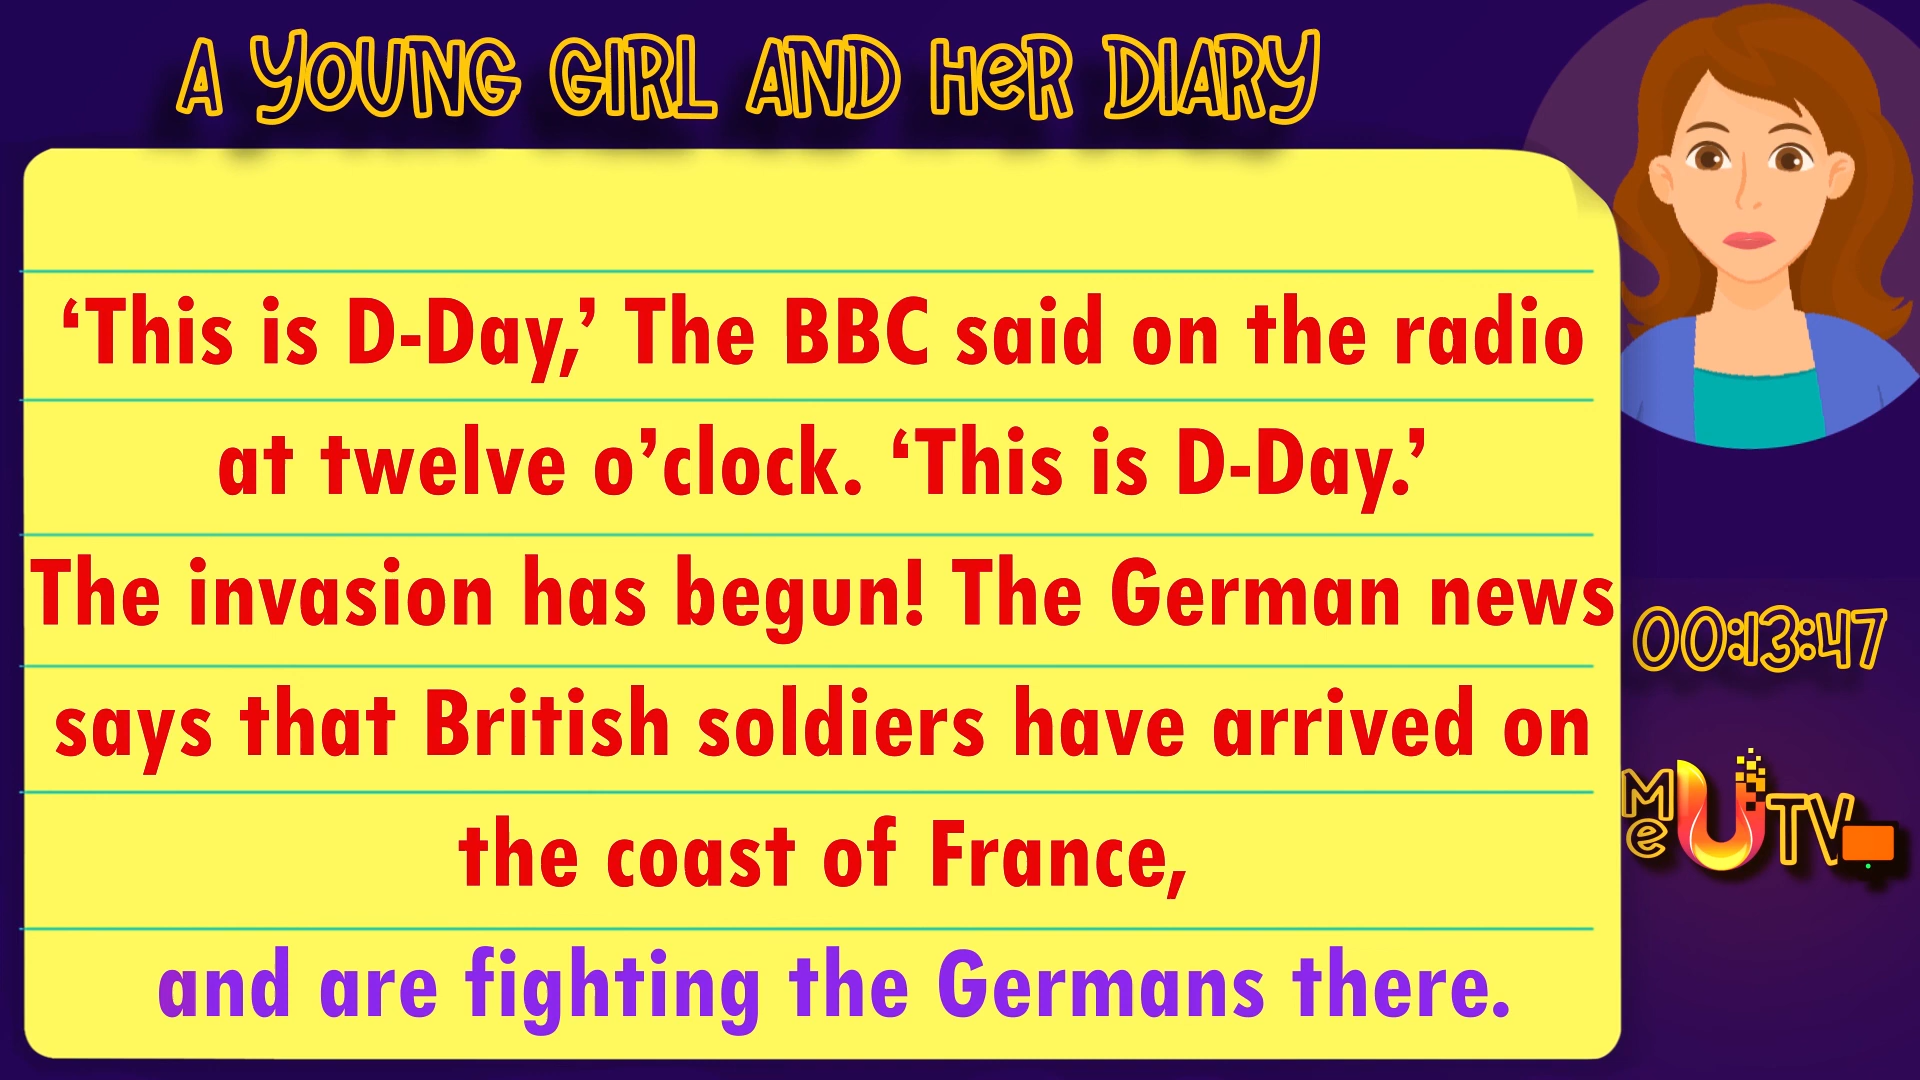 A YOUNG GIRL AND HeR DIARY
‘This is D-Day,’ The BBC said on the radio
at twelve o’clock. ‘This is D-Day.’
The invasion has begun! The German news
says that British soldiers have arrived on
the coast of France,
and are fighting the Germans there.
00:13:47
Me U TV